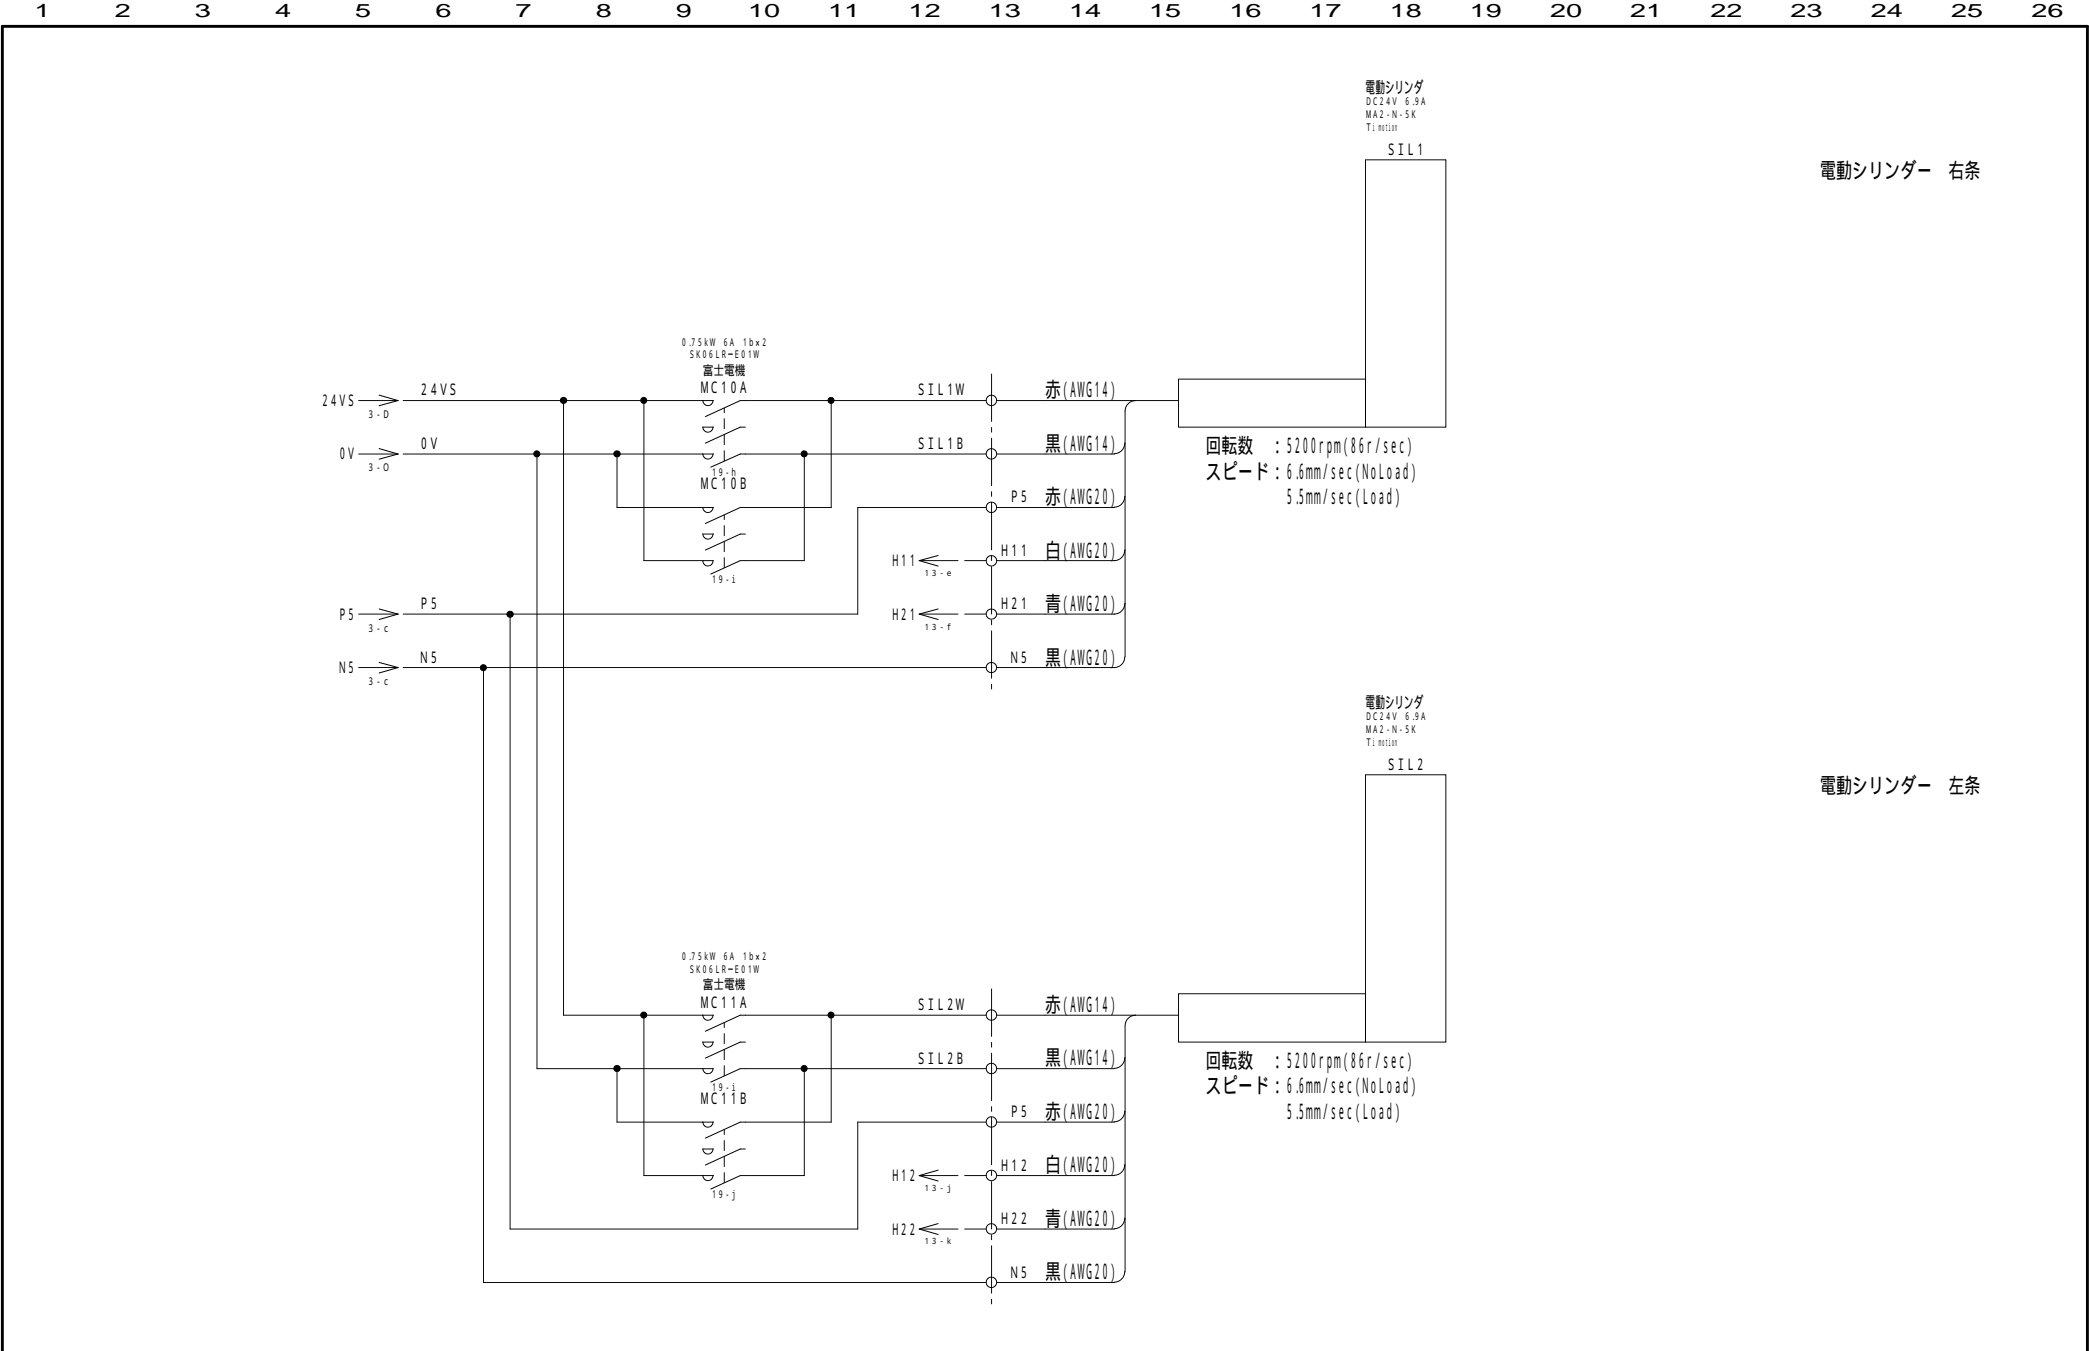 1 2 3 4 5 6 7 8 9 10 11 12 13 14 15 16 17 18 19 20 21 22 23 24 25 26
電動シリンダ
DC24V 6.9A
MA2-N-5K
Timotion
SIL1
電動シリンダー 右条
0.75kW 6A 1b×2
SK06LR-E01W
富士電機
MC10A
24VS 3-D 24VS
SIL1W 赤(AWG14)
0V 3-O 0V
SIL1B 黒(AWG14)
19-h
MC10B
回転数 :5200rpm(86r/sec)
スピード:6.6mm/sec(NoLoad)
5.5mm/sec(Load)
P5 赤(AWG20)
H11 13-e H11 白(AWG20)
19-i
P5 3-c P5
H21 13-f H21 青(AWG20)
N5 3-c N5
N5 黒(AWG20)
電動シリンダ
DC24V 6.9A
MA2-N-5K
Timotion
SIL2
電動シリンダー 左条
0.75kW 6A 1b×2
SK06LR-E01W
富士電機
MC11A
SIL2W 赤(AWG14)
SIL2B 黒(AWG14)
19-i
MC11B
回転数 :5200rpm(86r/sec)
スピード:6.6mm/sec(NoLoad)
5.5mm/sec(Load)
P5 赤(AWG20)
H12 13-j H12 白(AWG20)
19-j
H22 13-k H22 青(AWG20)
N5 黒(AWG20)